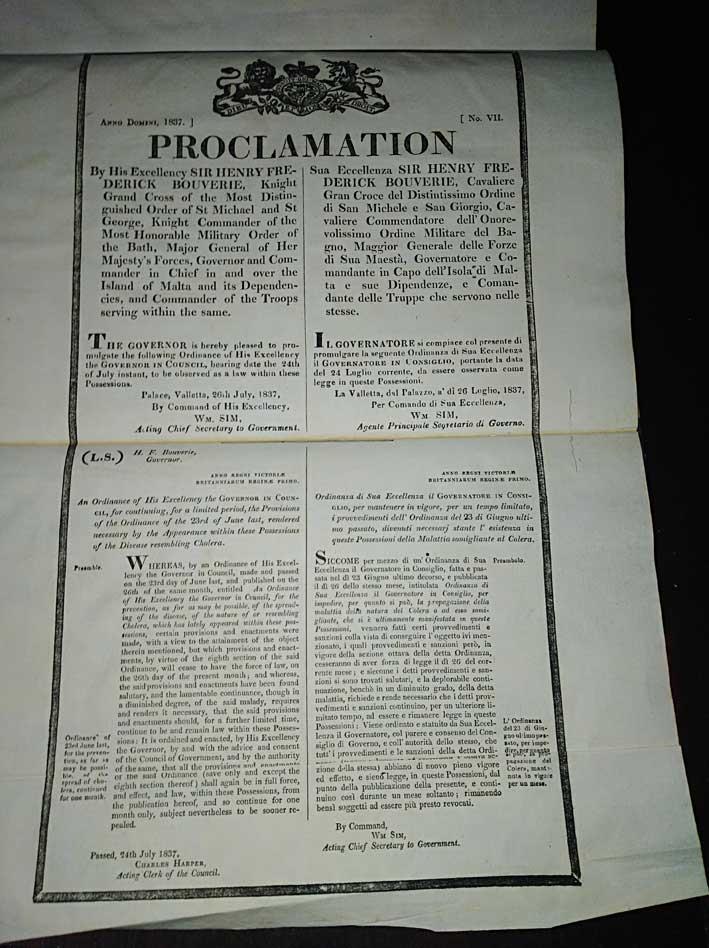 DIEU ET MON DROIT
ANNO DOMINI, 1837. ]
[ No. VII.
PROCLAMATION
By His Excellency SIR HENRY FRE-
DERICK BOUVERIE, Knight
Grand Cross of the Most Distin-
guished Order of St Michael and St
George, Knight Commander of the
Most Honorable Military Order of
the Bath, Major General of Her
Majesty's Forces, Governor and Com-
mander in Chief in and over the
Island of Malta and its Dependen-
cies, and Commander of the Troops
serving within the same.
THE GOVERNOR is hereby pleased to pro-
mulgate the following Ordinance of His Excellency
the GOVERNOR IN COUNCIL, bearing date the 24th
of July instant, to be observed as a law within these
Possessions.
Palace, Valletta, 26th July, 1837,
By Command of His Excellency,
WM. SIM,
Acting Chief Secretary to Government.
Sua Eccellenza SIR HENRY FRE-
DERICK BOUVERIE, Cavaliere
Gran Croce del Distintissimo Ordine
di San Michele e San Giorgio, Ca-
valiere Commendatore dell' Onore-
volissimo Ordine Militare del Ba-
gno, Maggior Generale delle Forze
di Sua Maestà, Governatore e Co-
mandante in Capo dell'Isola di Mal-
ta e sue Dipendenze, e Coman-
dante delle Truppe che servono nelle
stesse.
IL GOVERNATORE si compiace col presente di
promulgare la seguente Ordinanza di Sua Eccellenza
il GOVERNATORE IN CONSIGLIO, portante la data
del 24 Luglio corrente, da essere osservata come
legge in queste Possessioni.
La Valletta, dal Palazzo, a' dì 26 Luglio, 1837,
Per Comando di Sua Eccellenza,
WM. SIM,
Agente Principale Segretario di Governo.
(L.S.)
H. F. Bouverie,
Governor.
ANNO REGNI VICTORIÆ
BRITANNIARUM REGINÆ PRIMO.
An Ordinance of His Excellency the GOVERNOR IN COUN-
CIL, for continuing, for a limited period, the Provisions
of the Ordinance of the 23rd of June last, rendered
necessary by the Appearance within these Possessions
of the Disease resembling Cholera.
Preamble.
WHEREAS, by an Ordinance of His Excel-
lency the Governor in Council, made and passed
on the 23rd day of June last, and published on the
26th of the same month, entitled An Ordinance
of His Excellency the Governor in Council, for the
prevention, as far as may be possible, of the spread-
ing of the disease, of the nature of or resembling
Cholera, which has lately appeared within these pos-
sessions, certain provisions and enactments were
made, with a view to the attainment of the object
therein mentioned, but which provisions and enact-
ments, by virtue of the eighth section of the said
Ordinance, will cease to have the force of law, on
the 26th day of the present month; and whereas,
the said provisions and enactments have been found
salutary, and the lamentable continuance, though in
a diminished degree, of the said malady, requires
and renders it necessary, that the said provisions
and enactments should, for a further limited time,
continue to be and remain law within these Posses-
sions; It is ordained and enacted, by His Excellency
the Governor, by and with the advice and consent
of the Council of Government, and by the authority
of the same, that all the provisions and enactments
of the said Ordinance (save only and except the
eighth section thereof) shall again be in full force,
and effect, and law, within these Possessions, from
the publication hereof, and so continue for one
month only, subject nevertheless to be sooner re-
pealed.
Ordinance of
23rd June last,
for the preven-
tion, as far as
may be possi-
ble, of the
spread of cho-
lera, continued
for one month.
Passed, 24th July 1837,
CHARLES HARPER,
Acting Clerk of the Council.
ANNO REGNI VICTORIÆ
BRITANNIARUM REGINÆ PRIMO.
Ordinanza di Sua Eccellenza il GOVERNATORE IN CONSI-
GLIO, per mantenere in vigore, per un tempo limitato,
i provvedimenti dell' Ordinanza del 23 di Giugno ulti-
mo passato, divenuti necessarj stante l' esistenza in
queste Possessioni della Malattia somigliante al Colera.
Preambolo.
SICCOME per mezzo di un' Ordinanza di Sua
Eccellenza il Governatore in Consiglio, fatta e pas-
sata nel dì 23 Giugno ultimo decorso, e pubblicata
il dì 26 dello stesso mese, intitolata Ordinanza di
Sua Eccellenza il Governatore in Consiglio, per
impedire, per quanto si può, la propagazione della
malattia della natura del Colera o ad esso somi-
gliante, che si è ultimamente manifestata in queste
Possessioni, venero fatti certi provvedimenti e
sanzioni colla vista di conseguire l' oggetto ivi men-
zionato, i quali provvedimenti e sanzioni però, in
vigore della sezione ottava della detta Ordinanza,
cesseranno di aver forza di legge il dì 26 del cor-
rente mese; e siccome i detti provvedimenti e san-
zioni si sono trovati salutari, e la deplorabile conti-
nuazione, benchè in un diminuito grado, della detta
malattia, richiede e rende necessario che i detti prov-
vedimenti e sanzioni continuino, per un ulteriore li-
mitato tempo, ad essere e rimanere legge in queste
Possessioni; Viene ordinato e statuito da Sua Eccel-
lenza il Governatore, col parere e consenso del Con-
siglio di Governo, e coll' autorità dello stesso, che
tutt' i provvedimenti e le sanzioni della detta Ordi-
zione della stessa) abbiano di nuovo pieno vigore
ed effetto, e sieno legge, in queste Possessioni, dal
punto della pubblicazione della presente, e conti-
nuino così durante un mese soltanto; rimanendo
bensì soggetti ad essere più presto revocati.
L' Ordinanza
del 23 di Giu-
gno ultimo pas-
sato, per impe-
pagazione del
Colera, mant-
nuta in vigore
per un mese.
By Command,
WM SIM,
Acting Chief Secretary to Government.